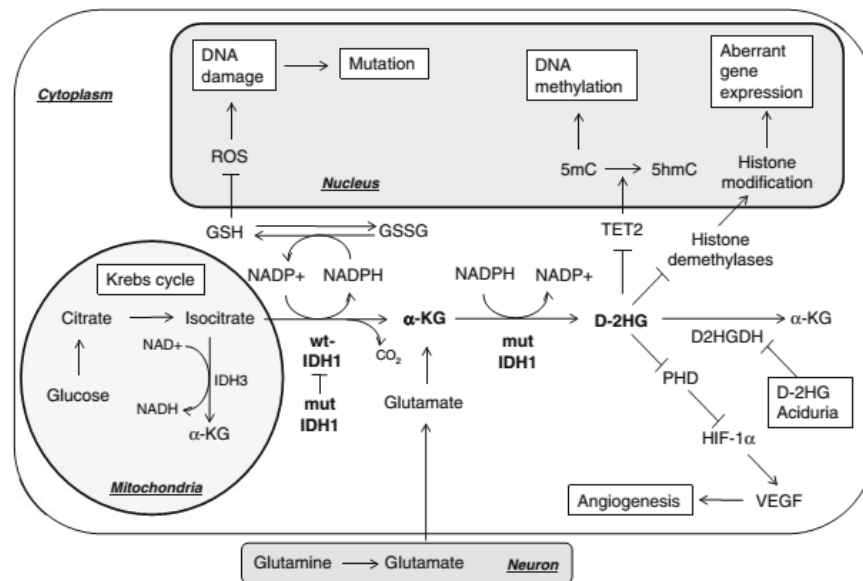 Cytoplasm
DNA
damage
Mutation
DNA
methylation
Aberrant
gene
expression
ROS
Nucleus
5mC
5hmC
Histone
modification
GSH
GSSG
TET2
Histone
demethylases
NADP+
NADPH
NADPH
NADP+
Krebs cycle
Citrate
Isocitrate
wt-
IDH1
CO2
α-KG
mut
IDH1
D-2HG
D2HGDH
α-KG
NAD+
IDH3
NADH
Glucose
α-KG
mut
IDH1
Glutamate
PHD
D-2HG
Aciduria
HIF-1α
Mitochondria
Angiogenesis
VEGF
Glutamine
Glutamate
Neuron